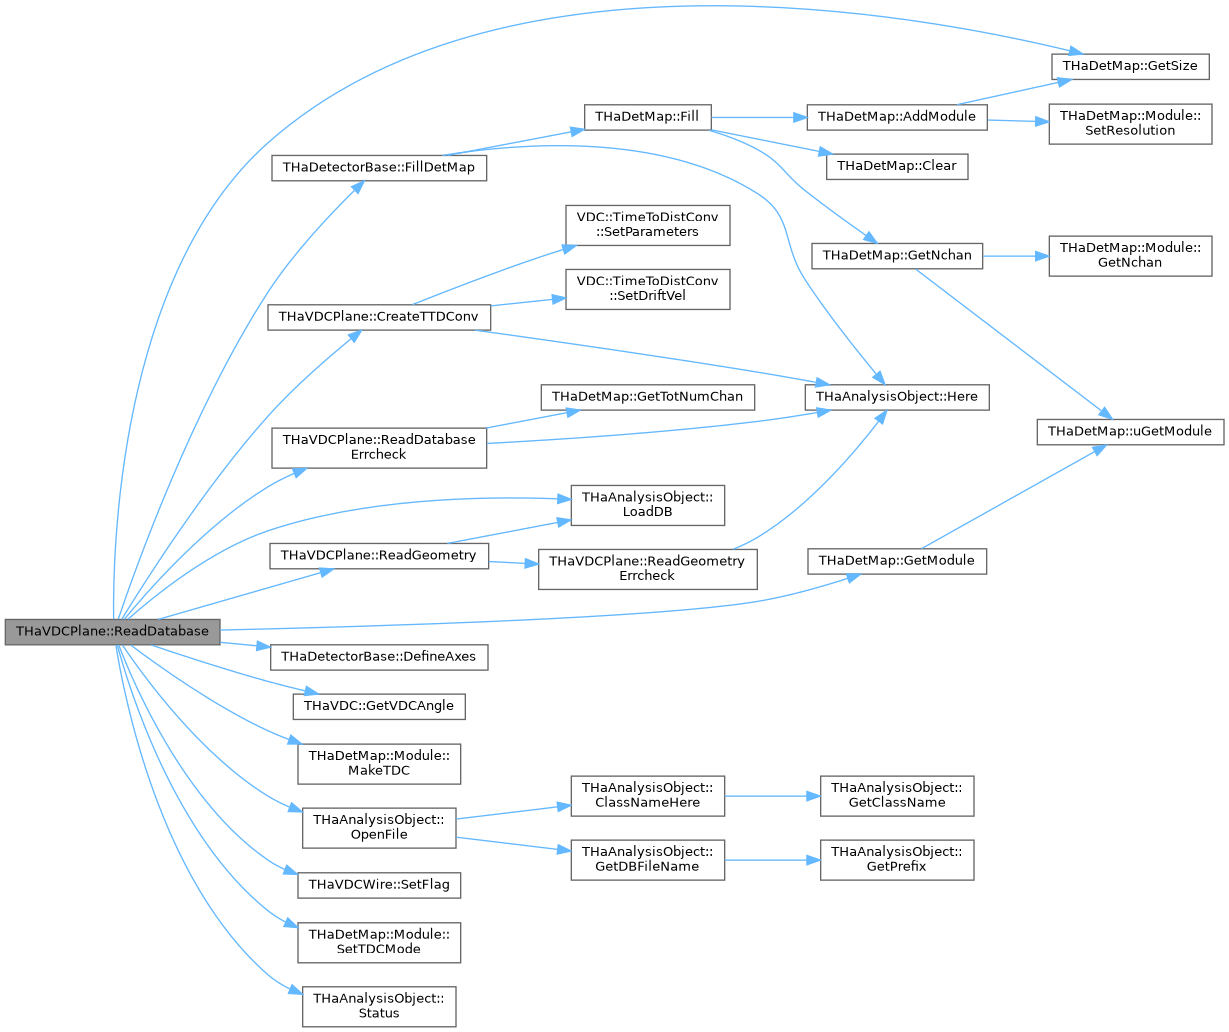 THaDetMap::GetSize
THaDetMap::Fill
THaDetMap::AddModule
THaDetMap::Module::
SetResolution
THaDetectorBase::FillDetMap
THaDetMap::Clear
VDC::TimeToDistConv
::SetParameters
THaDetMap::GetNchan
THaDetMap::Module::
GetNchan
VDC::TimeToDistConv
::SetDriftVel
THaVDCPlane::CreateTTDConv
THaDetMap::GetTotNumChan
THaAnalysisObject::Here
THaDetMap::uGetModule
THaVDCPlane::ReadDatabase
Errcheck
THaAnalysisObject::
LoadDB
THaVDCPlane::ReadGeometry
THaVDCPlane::ReadGeometry
Errcheck
THaDetMap::GetModule
THaVDCPlane::ReadDatabase
THaDetectorBase::DefineAxes
THaVDC::GetVDCAngle
THaDetMap::Module::
MakeTDC
THaAnalysisObject::
OpenFile
THaAnalysisObject::
ClassNameHere
THaAnalysisObject::
GetClassName
THaAnalysisObject::
GetDBFileName
THaAnalysisObject::
GetPrefix
THaVDCWire::SetFlag
THaDetMap::Module::
SetTDCMode
THaAnalysisObject::
Status